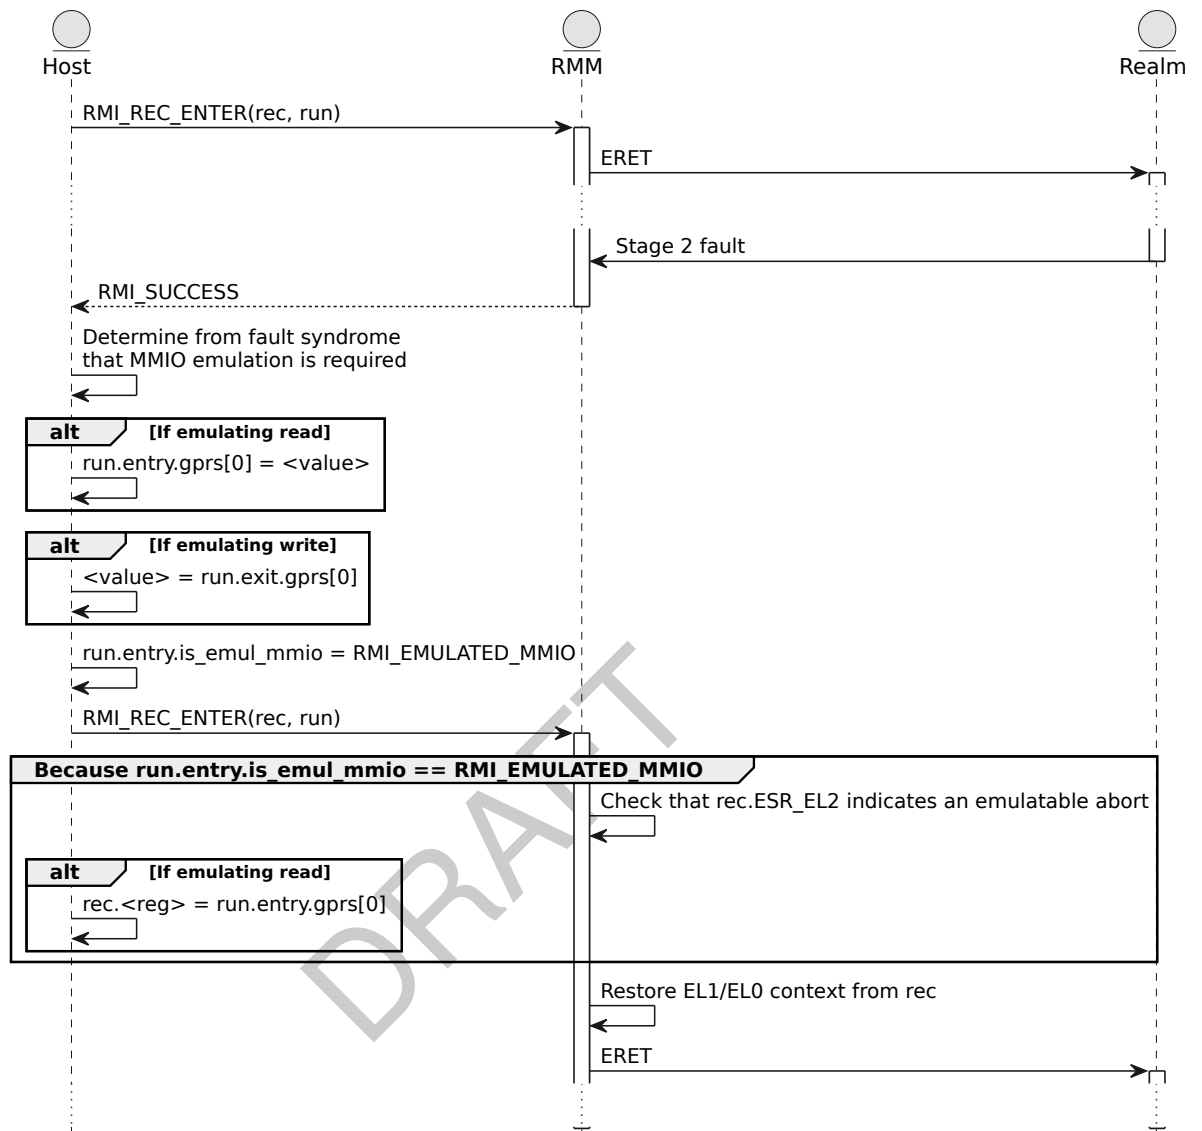 Host
RMM
Realm
RMI_REC_ENTER(rec, run)
ERET
Stage 2 fault
RMI_SUCCESS
Determine from fault syndrome
that MMIO emulation is required
alt [If emulating read]
run.entry.gprs[0] = <value>
alt [If emulating write]
<value> = run.exit.gprs[0]
run.entry.is_emul_mmio = RMI_EMULATED_MMIO
RMI_REC_ENTER(rec, run)
Because run.entry.is_emul_mmio == RMI_EMULATED_MMIO
Check that rec.ESR_EL2 indicates an emulatable abort
alt [If emulating read]
rec.<reg> = run.entry.gprs[0]
Restore EL1/EL0 context from rec
ERET
DRAFT